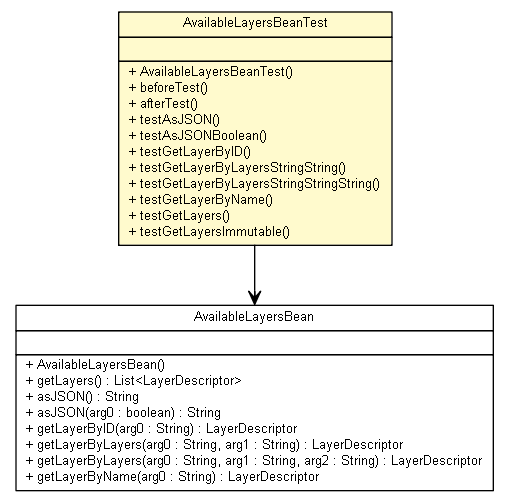 AvailableLayersBeanTest
+ AvailableLayersBeanTest()
+ beforeTest()
+ afterTest()
+ testAsJSON()
+ testAsJSONBoolean()
+ testGetLayerByID()
+ testGetLayerByLayersStringString()
+ testGetLayerByLayersStringStringString()
+ testGetLayerByName()
+ testGetLayers()
+ testGetLayersImmutable()
AvailableLayersBean
+ AvailableLayersBean()
+ getLayers() : List<LayerDescriptor>
+ asJSON() : String
+ asJSON(arg0 : boolean) : String
+ getLayerByID(arg0 : String) : LayerDescriptor
+ getLayerByLayers(arg0 : String, arg1 : String) : LayerDescriptor
+ getLayerByLayers(arg0 : String, arg1 : String, arg2 : String) : LayerDescriptor
+ getLayerByName(arg0 : String) : LayerDescriptor